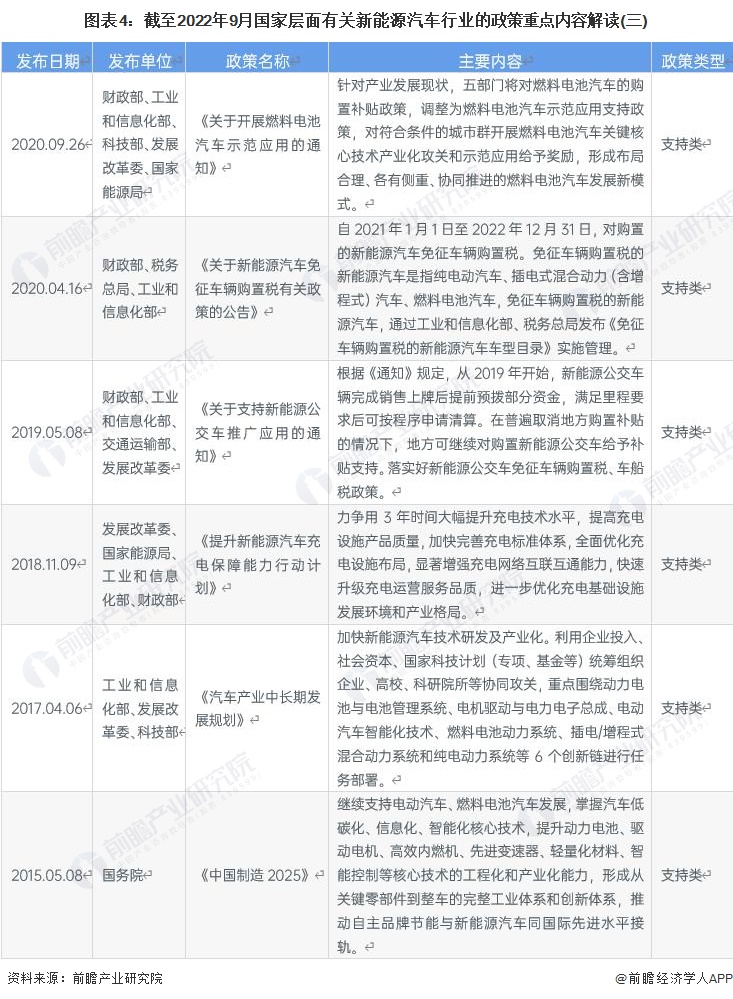 图表4：截至2022年9月国家层面有关新能源汽车行业的政策重点内容解读(三)
发布日期
发布单位
政策名称
主要内容
政策类型
2020.09.26
财政部、工业
和信息化部、
科技部、发展
改革委、国家
能源局
《关于开展燃料电池
汽车示范应用的通
知》
针对产业发展现状，五部门将对燃料电池汽车的购
置补贴政策，调整为燃料电池汽车示范应用支持政
策，对符合条件的城市群开展燃料电池汽车关键核
心技术产业化攻关和示范应用给予奖励，形成布局
合理、各有侧重、协同推进的燃料电池汽车发展新模
式。
支持类
2020.04.16
财政部、税务
总局、工业和
信息化部
《关于新能源汽车免
征车辆购置税有关
政策的公告》
自 2021 年 1 月 1 日至 2022 年 12 月 31 日，对购置
的新能源汽车免征车辆购置税。免征车辆购置税的
新能源汽车是指纯电动汽车、插电式混合动力（含增
程式）汽车、燃料电池汽车，免征车辆购置税的新能
源汽车，通过工业和信息化部、税务总局发布《免征
车辆购置税的新能源汽车车型目录》实施管理。
支持类
2019.05.08
财政部、工业
和信息化部、
交通运输部、
发展改革委
《关于支持新能源公
交车推广应用的通
知》
根据《通知》规定，从 2019 年开始，新能源公交车
辆完成销售上牌后提前预拨部分资金，满足里程要
求后可按程序申请清算。在普遍取消地方购置补贴
的情况下，地方可继续对购置新能源公交车给予补
贴支持。落实好新能源公交车免征车辆购置税、车船
税政策。
支持类
2018.11.09
发展改革委、
国家能源局、
工业和信息
化部、财政部
《提升新能源汽车充
电保障能力行动计
划》
力争用 3 年时间大幅提升充电技术水平，提高充电
设施产品质量，加快完善充电标准体系，全面优化充
电设施布局，显著增强充电网络互联互通能力，快速
升级充电运营服务品质，进一步优化充电基础设施
发展环境和产业格局。
支持类
2017.04.06
工业和信息
化部、发展改
革委、科技部
《汽车产业中长期发
展规划》
加快新能源汽车技术研发及产业化。利用企业投入、
社会资本、国家科技计划（专项、基金等）统筹组织
企业、高校、科研院所等协同攻关，重点围绕动力电
池与电池管理系统、电机驱动与电力电子总成、电动
汽车智能化技术、燃料电池动力系统、插电/增程式
混合动力系统和纯电动力系统等 6 个创新链进行任
务部署。
支持类
2015.05.08
国务院
《中国制造 2025》
继续支持电动汽车、燃料电池汽车发展，掌握汽车低
碳化、信息化、智能化核心技术，提升动力电池、驱
动电机、高效内燃机、先进变速器、轻量化材料、智
能控制等核心技术的工程化和产业化能力，形成从
关键零部件到整车的完整工业体系和创新体系，推
动自主品牌节能与新能源汽车同国际先进水平接
轨。
支持类
资料来源：前瞻产业研究院
@前瞻经济学人APP